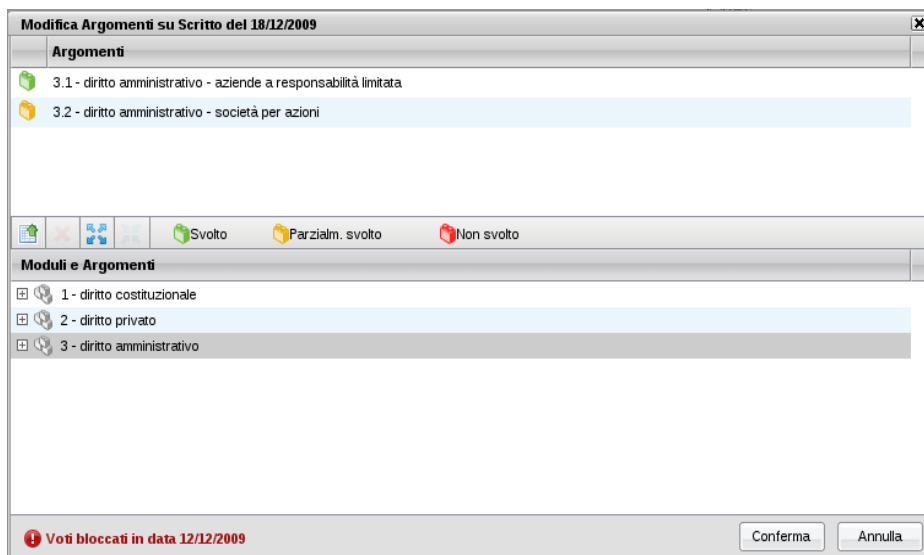 Modifica Argomenti su Scritto del 18/12/2009
Argomenti
3.1 - diritto amministrativo - aziende a responsabilità limitata
3.2 - diritto amministrativo - società per azioni
Svolto Parzialm. svolto Non svolto
Moduli e Argomenti
1 - diritto costituzionale
2 - diritto privato
3 - diritto amministrativo
Voti bloccati in data 12/12/2009 Conferma Annulla